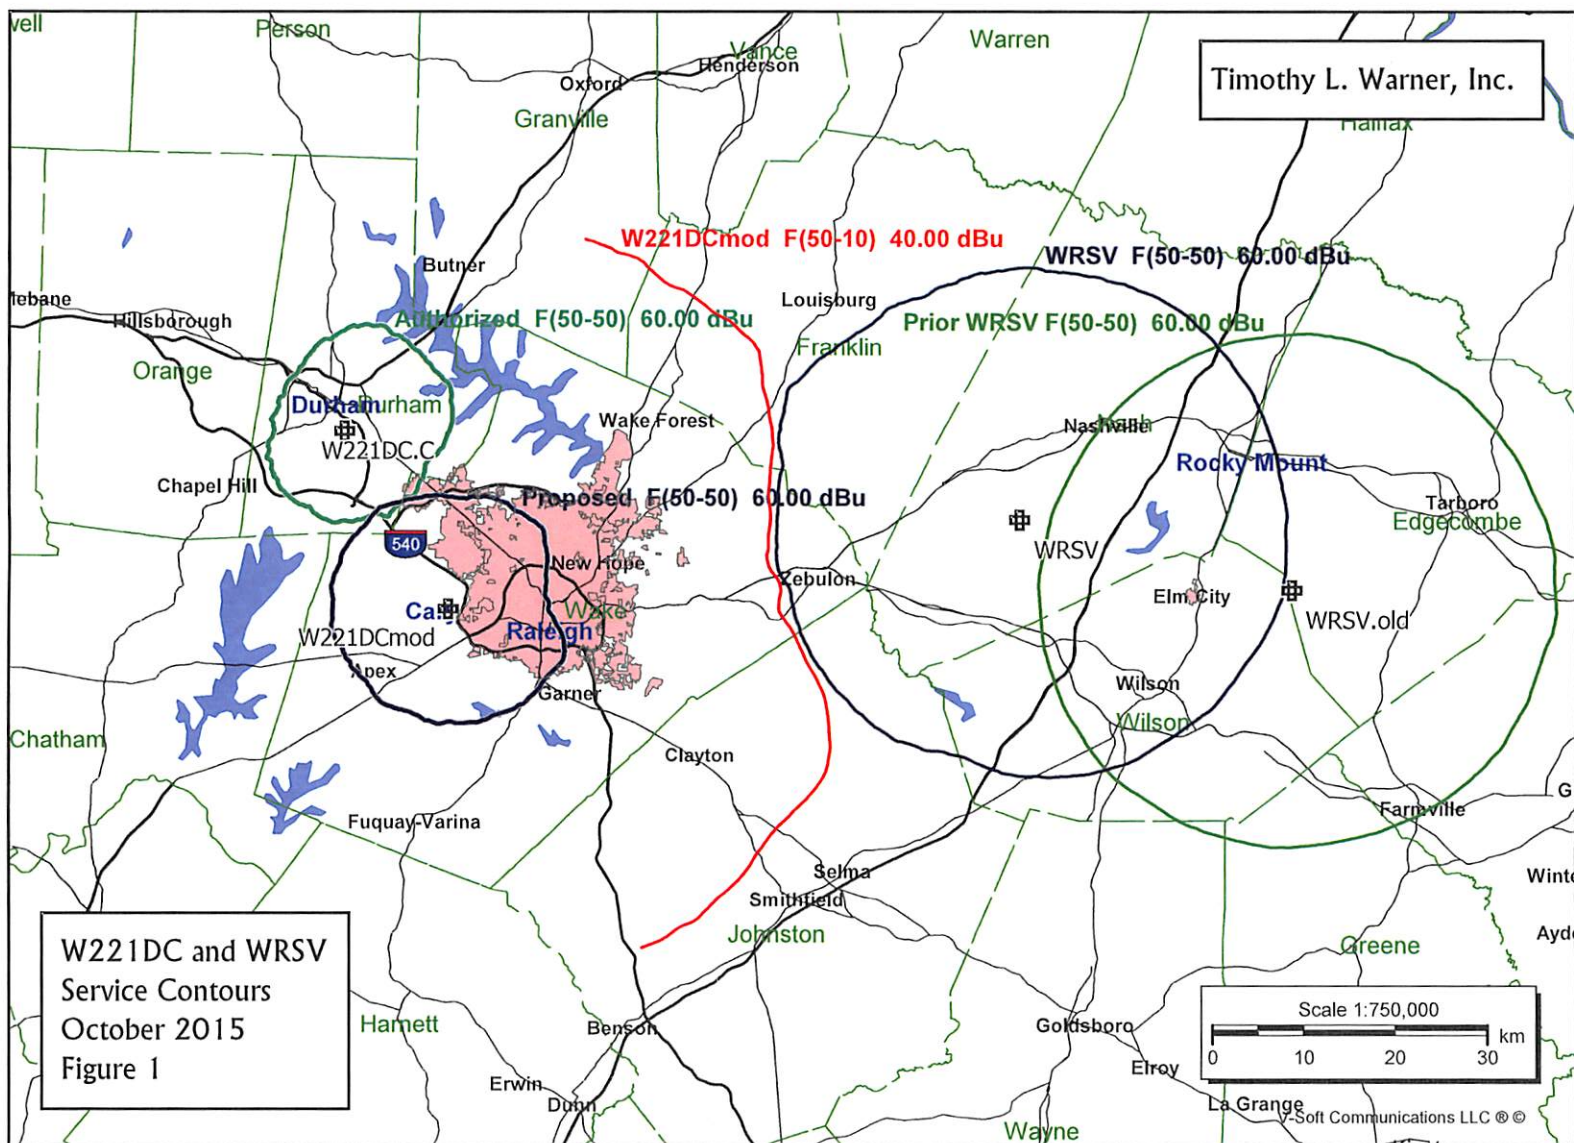 Person
Vance
Henderson
Warren
Timothy L. Warner, Inc.
Oxford
Granville
Halifax
W221DCmod F(50-10) 40.00 dBu
WRSV F(50-50) 60.00 dBu
Butner
Louisburg
Hillsborough
Authorized F(50-50) 60.00 dBu
Prior WRSV F(50-50) 60.00 dBu
Franklin
Orange
Durham
Durham
Wake Forest
Nashville
W221DC.C
Rocky Mount
Chapel Hill
Proposed F(50-50) 60.00 dBu
Tarboro
Edgecombe
540
WRSV
New Hope
Zebulon
Elm City
Wake
WRSV.old
W221DCmod
Raleigh
Apex
Garner
Wilson
Wilson
Chatham
Clayton
Farmville
Fuquay-Varina
Selma
Smithfield
Johnston
Greene
W221DC and WRSV
Service Contours
October 2015
Figure 1
Harnett
Benson
Goldsboro
Scale 1:750,000
km
0 10 20 30
Elroy
Erwin
Dunn
La Grange
V-Soft Communications LLC ® ©
Wayne